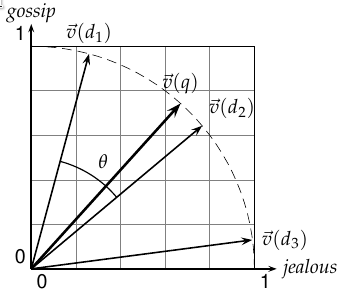 gossip
1
v⃗(d₁)
v⃗(q)
v⃗(d₂)
θ
v⃗(d₃)
0
jealous
0
1